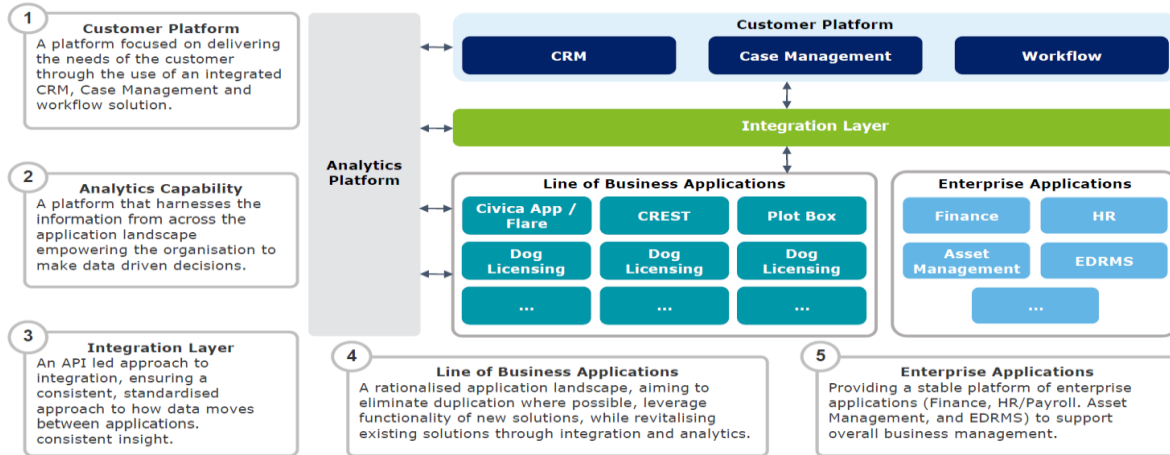 1
Customer Platform
A platform focused on delivering
the needs of the customer
through the use of an integrated
CRM, Case Management and
workflow solution.
2
Analytics Capability
A platform that harnesses the
information from across the
application landscape
empowering the organisation to
make data driven decisions.
3
Integration Layer
An API led approach to
integration, ensuring a
consistent, standardised
approach to how data moves
between applications.
consistent insight.
Analytics
Platform
Customer Platform
CRM
Case Management
Workflow
Integration Layer
Line of Business Applications
Civica App /
Flare
CREST
Plot Box
Dog
Licensing
Dog
Licensing
Dog
Licensing
...
...
...
Enterprise Applications
Finance
HR
Asset
Management
EDRMS
...
4
Line of Business Applications
A rationalised application landscape, aiming to
eliminate duplication where possible, leverage
functionality of new solutions, while revitalising
existing solutions through integration and analytics.
5
Enterprise Applications
Providing a stable platform of enterprise
applications (Finance, HR/Payroll. Asset
Management, and EDRMS) to support
overall business management.